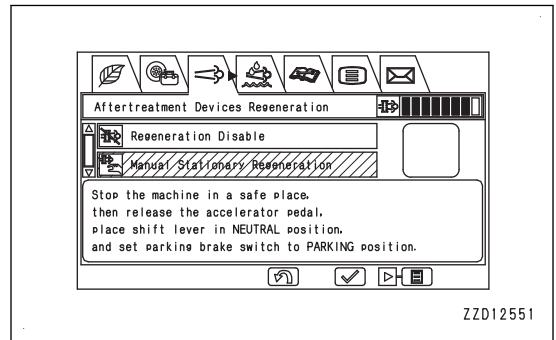 Aftertreatment Devices Regeneration
Regeneration Disable
Manual Stationary Regeneration
Stop the machine in a safe place,
then release the accelerator pedal,
place shift lever in NEUTRAL position,
and set parking brake switch to PARKING position.
ZZD12551